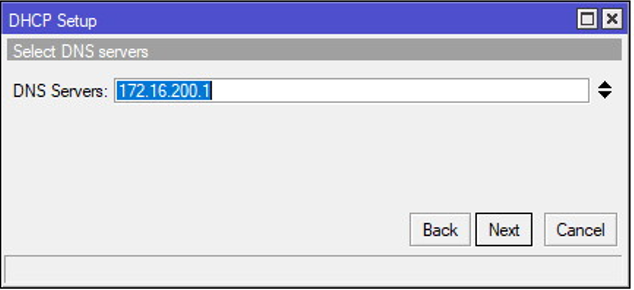 DHCP Setup
Select DNS servers
DNS Servers: 172.16.200.1
Back Next Cancel